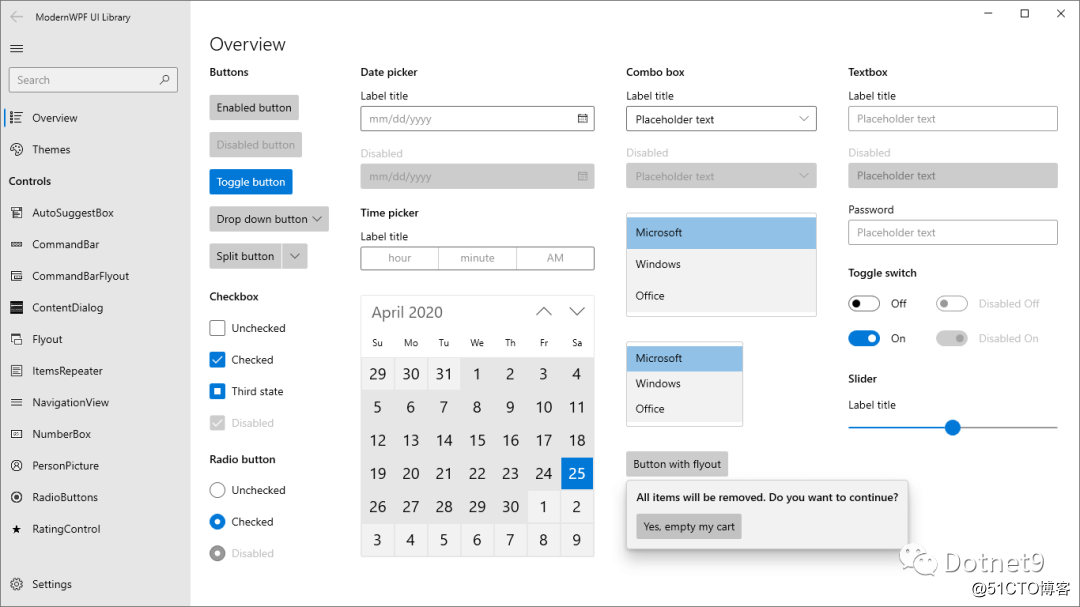 ModernWPF UI Library
Search
Overview
Themes
Controls
AutoSuggestBox
CommandBar
CommandBarFlyout
ContentDialog
Flyout
ItemsRepeater
NavigationView
NumberBox
PersonPicture
RadioButtons
RatingControl
Settings
Overview
Buttons
Enabled button
Disabled button
Toggle button
Drop down button
Split button
Checkbox
Unchecked
Checked
Third state
Disabled
Radio button
Unchecked
Checked
Disabled
Date picker
Label title
mm/dd/yyyy
Disabled
mm/dd/yyyy
Time picker
Label title
hour minute AM
April 2020
Su Mo Tu We Th Fr Sa
29 30 31 1 2 3 4
5 6 7 8 9 10 11
12 13 14 15 16 17 18
19 20 21 22 23 24 25
26 27 28 29 30 1 2
3 4 5 6 7 8 9
Combo box
Label title
Placeholder text
Disabled
Placeholder text
Microsoft
Windows
Office
Microsoft
Windows
Office
Button with flyout
All items will be removed. Do you want to continue?
Yes, empty my cart
Textbox
Label title
Placeholder text
Disabled
Placeholder text
Password
Placeholder text
Toggle switch
Off Disabled Off
On Disabled On
Slider
Label title
Dotnet9
@51CTO博客